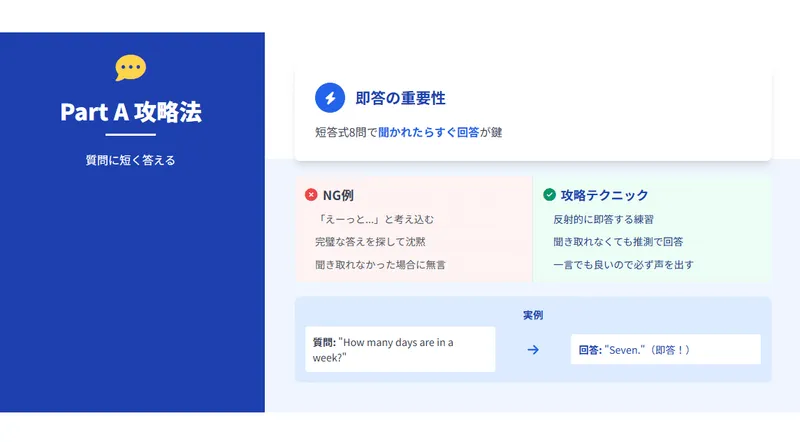 Part A 攻略法
質問に短く答える
即答の重要性
短答式8問で聞かれたらすぐ回答が鍵
NG例
「えーっと...」と考え込む
完璧な答えを探して沈黙
聞き取れなかった場合に無言
攻略テクニック
反射的に即答する練習
聞き取れなくても推測で回答
一言でも良いので必ず声を出す
実例
質問: "How many days are in a
week?"
回答: "Seven."（即答！）